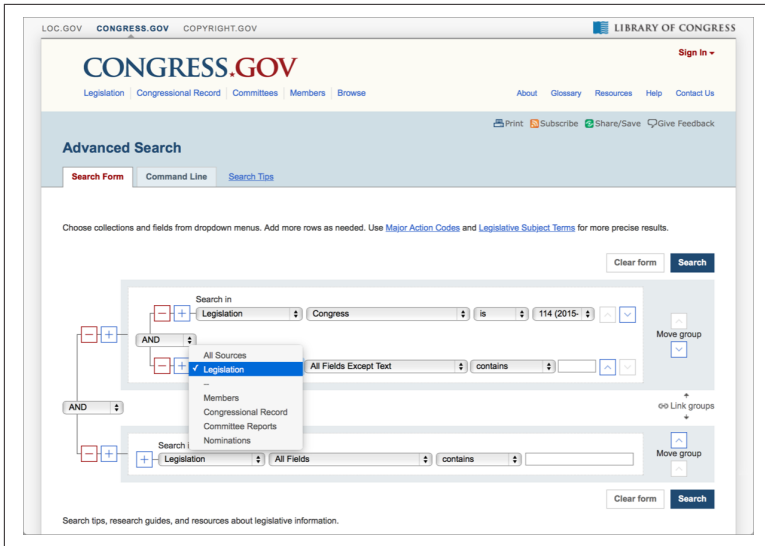 LOC.GOV CONGRESS.GOV COPYRIGHT.GOV LIBRARY OF CONGRESS
Sign In
CONGRESS.GOV
Legislation Congressional Record Committees Members Browse About Glossary Resources Help Contact Us
Print Subscribe Share/Save Give Feedback
Advanced Search
Search Form Command Line Search Tips
Choose collections and fields from dropdown menus. Add more rows as needed. Use Major Action Codes and Legislative Subject Terms for more precise results.
Clear form Search
Search in
Legislation Congress is 114 (2015-
AND
Move group
All Sources
✓ Legislation All Fields Except Text contains
--
Members
Congressional Record
Committee Reports
Nominations
AND
Link groups
Search
Legislation All Fields contains
Move group
Clear form Search
Search tips, research guides, and resources about legislative information.